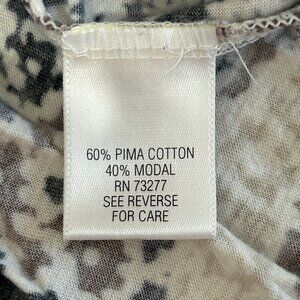 60% PIMA COTTON
40% MODAL
RN 73277
SEE REVERSE
FOR CARE